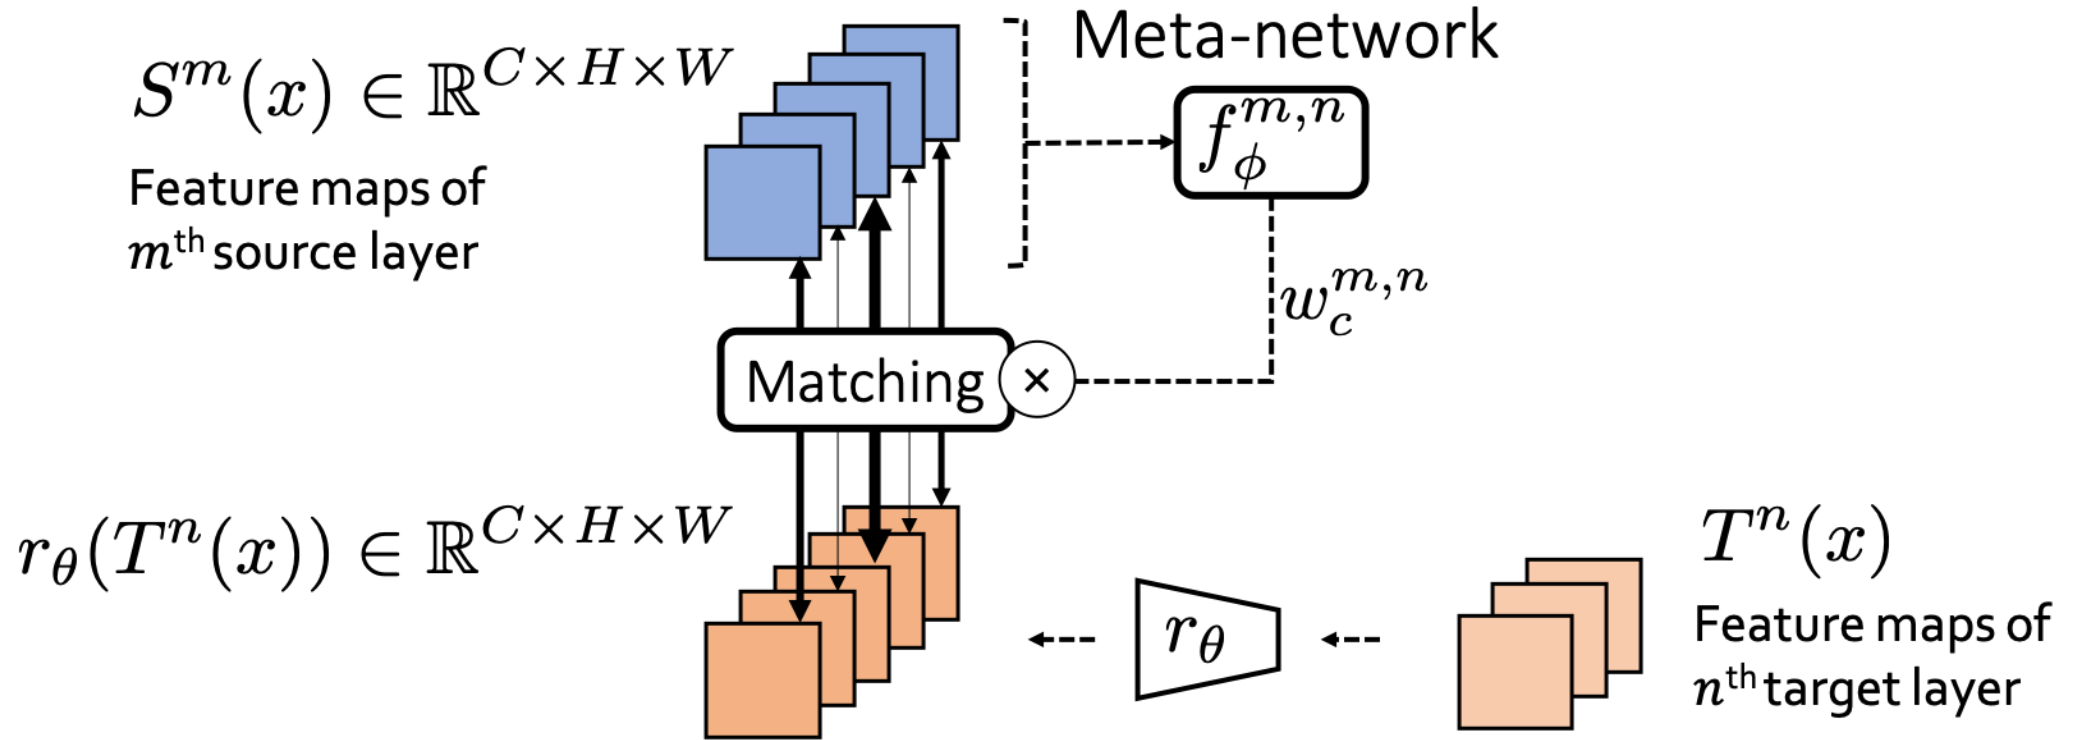 Meta-network
S^m(x) ∈ ℝ^{C×H×W}
f_ϕ^{m,n}
Feature maps of
m^th source layer
w_c^{m,n}
Matching
×
r_θ(T^n(x)) ∈ ℝ^{C×H×W}
T^n(x)
r_θ
Feature maps of
n^th target layer